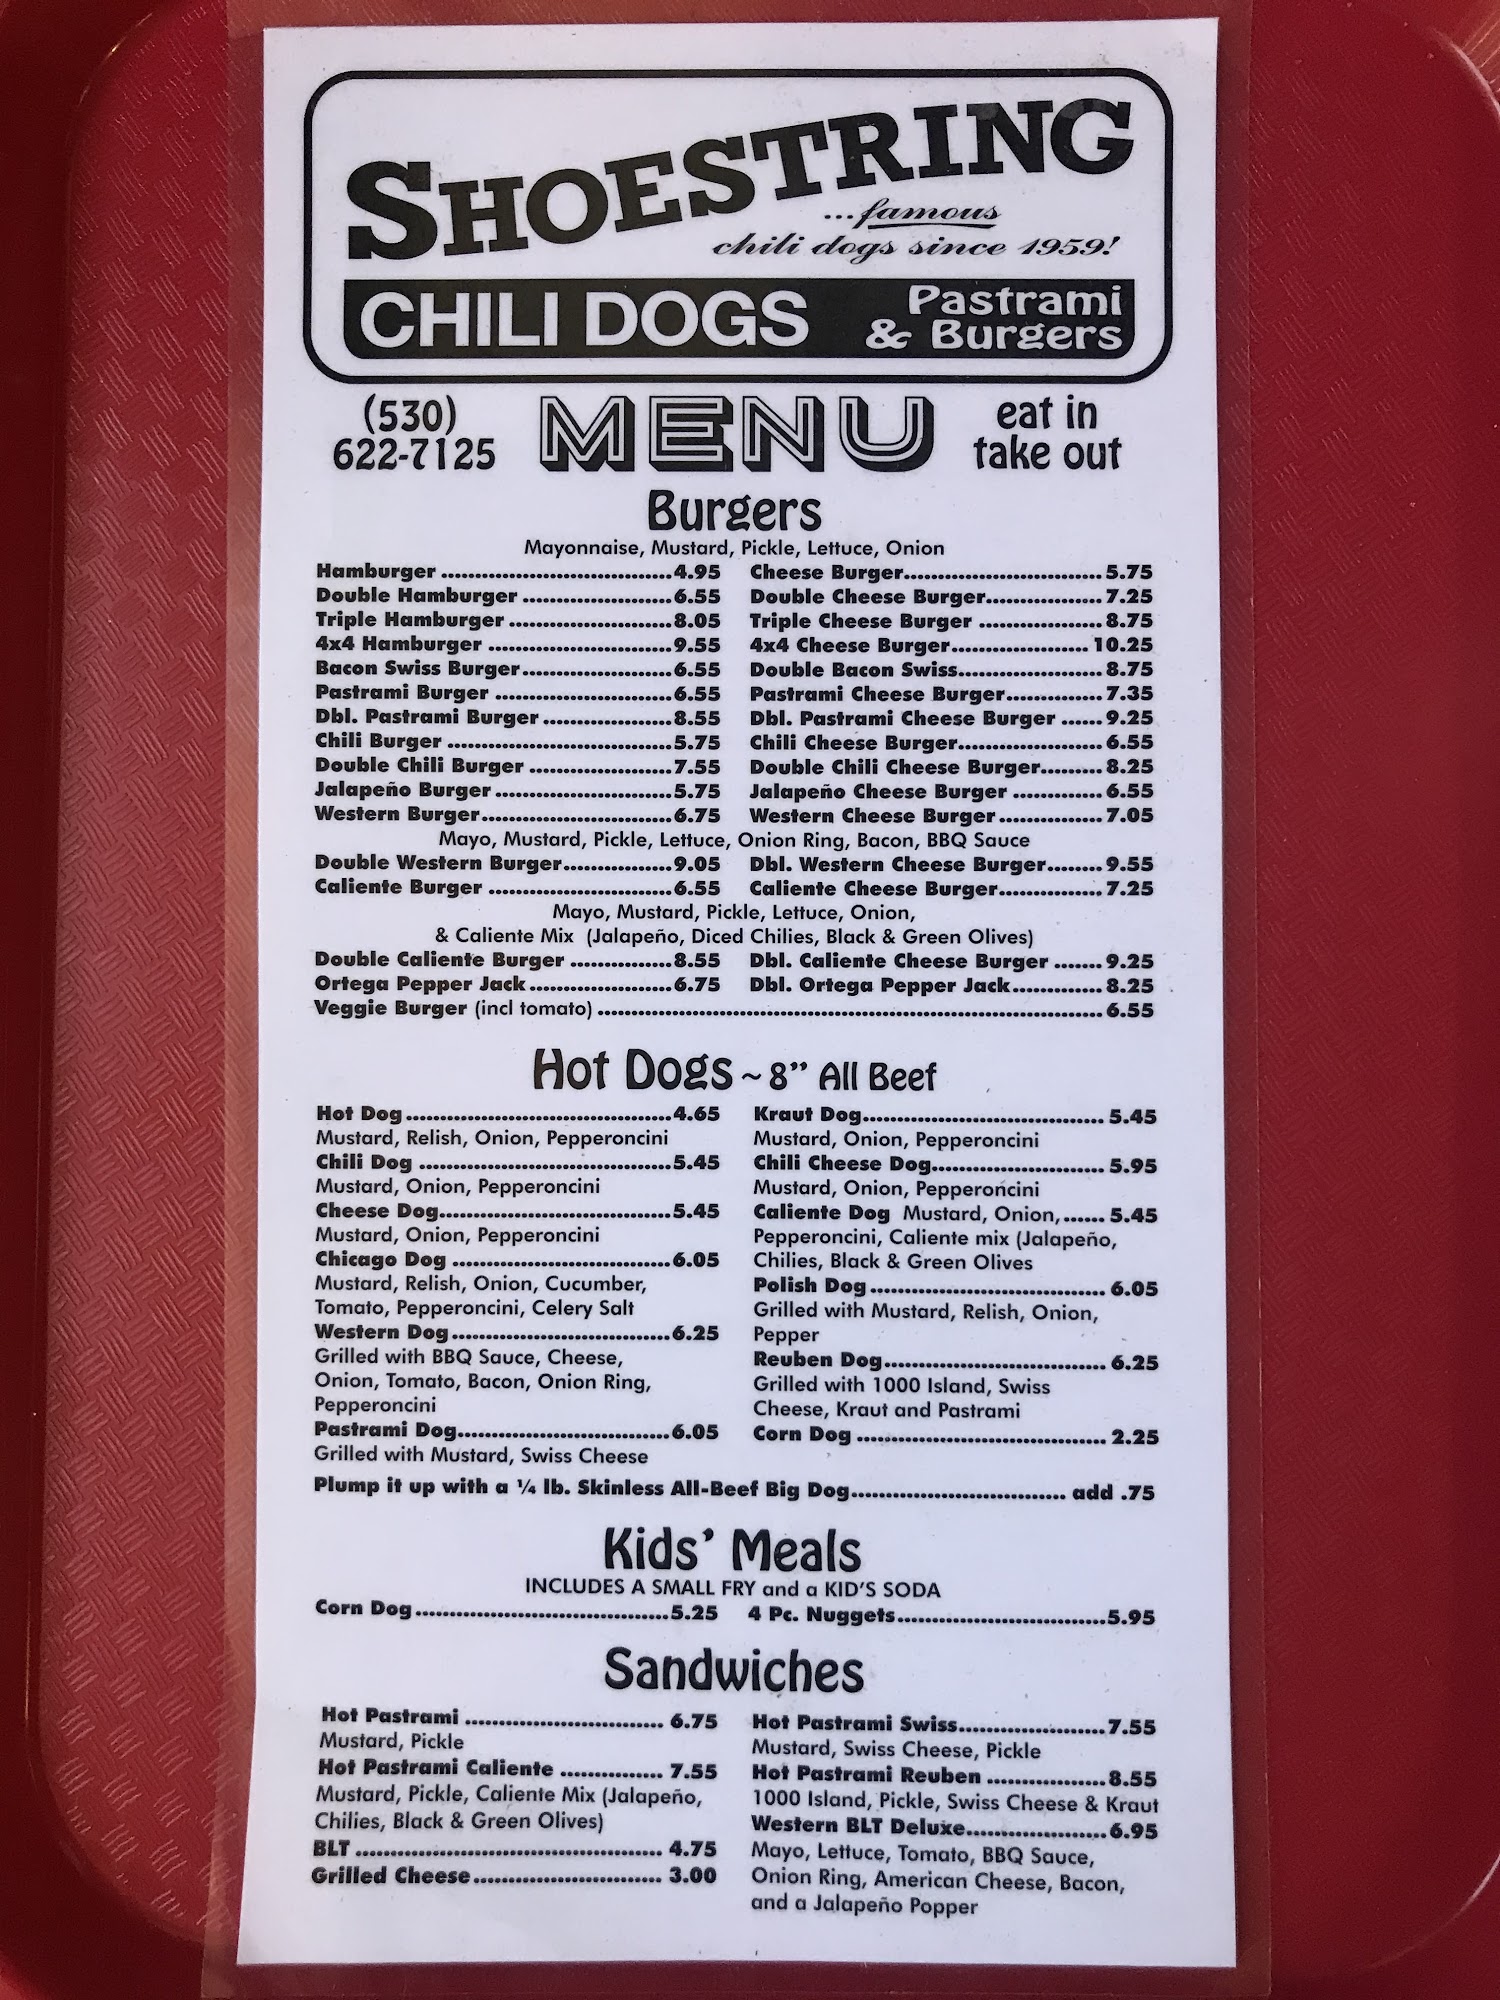 SHOESTRING
...famous
chili dogs since 1959!
CHILI DOGS
Pastrami
& Burgers
(530)
622-7125
MENU
eat in
take out
Burgers
Mayonnaise, Mustard, Pickle, Lettuce, Onion
Hamburger 4.95 Cheese Burger 5.75
Double Hamburger 6.55 Double Cheese Burger 7.25
Triple Hamburger 8.05 Triple Cheese Burger 8.75
4x4 Hamburger 9.55 4x4 Cheese Burger 10.25
Bacon Swiss Burger 6.55 Double Bacon Swiss 8.75
Pastrami Burger 6.55 Pastrami Cheese Burger 7.35
Dbl. Pastrami Burger 8.55 Dbl. Pastrami Cheese Burger 9.25
Chili Burger 5.75 Chili Cheese Burger 6.55
Double Chili Burger 7.55 Double Chili Cheese Burger 8.25
Jalapeño Burger 5.75 Jalapeño Cheese Burger 6.55
Western Burger 6.75 Western Cheese Burger 7.05
Mayo, Mustard, Pickle, Lettuce, Onion Ring, Bacon, BBQ Sauce
Double Western Burger 9.05 Dbl. Western Cheese Burger 9.55
Caliente Burger 6.55 Caliente Cheese Burger 7.25
Mayo, Mustard, Pickle, Lettuce, Onion,
& Caliente Mix (Jalapeño, Diced Chilies, Black & Green Olives)
Double Caliente Burger 8.55 Dbl. Caliente Cheese Burger 9.25
Ortega Pepper Jack 6.75 Dbl. Ortega Pepper Jack 8.25
Veggie Burger (incl tomato) 6.55
Hot Dogs ~ 8” All Beef
Hot Dog 4.65
Mustard, Relish, Onion, Pepperoncini
Chili Dog 5.45
Mustard, Onion, Pepperoncini
Cheese Dog 5.45
Mustard, Onion, Pepperoncini
Chicago Dog 6.05
Mustard, Relish, Onion, Cucumber,
Tomato, Pepperoncini, Celery Salt
Western Dog 6.25
Grilled with BBQ Sauce, Cheese,
Onion, Tomato, Bacon, Onion Ring,
Pepperoncini
Pastrami Dog 6.05
Grilled with Mustard, Swiss Cheese
Kraut Dog 5.45
Mustard, Onion, Pepperoncini
Chili Cheese Dog 5.95
Mustard, Onion, Pepperoncini
Caliente Dog Mustard, Onion, 5.45
Pepperoncini, Caliente mix (Jalapeño,
Chilies, Black & Green Olives
Polish Dog 6.05
Grilled with Mustard, Relish, Onion,
Pepper
Reuben Dog 6.25
Grilled with 1000 Island, Swiss
Cheese, Kraut and Pastrami
Corn Dog 2.25
Plump it up with a ¼ lb. Skinless All-Beef Big Dog add .75
Kids’ Meals
INCLUDES A SMALL FRY and a KID’S SODA
Corn Dog 5.25 4 Pc. Nuggets 5.95
Sandwiches
Hot Pastrami 6.75
Mustard, Pickle
Hot Pastrami Caliente 7.55
Mustard, Pickle, Caliente Mix (Jalapeño,
Chilies, Black & Green Olives)
BLT 4.75
Grilled Cheese 3.00
Hot Pastrami Swiss 7.55
Mustard, Swiss Cheese, Pickle
Hot Pastrami Reuben 8.55
1000 Island, Pickle, Swiss Cheese & Kraut
Western BLT Deluxe 6.95
Mayo, Lettuce, Tomato, BBQ Sauce,
Onion Ring, American Cheese, Bacon,
and a Jalapeño Popper